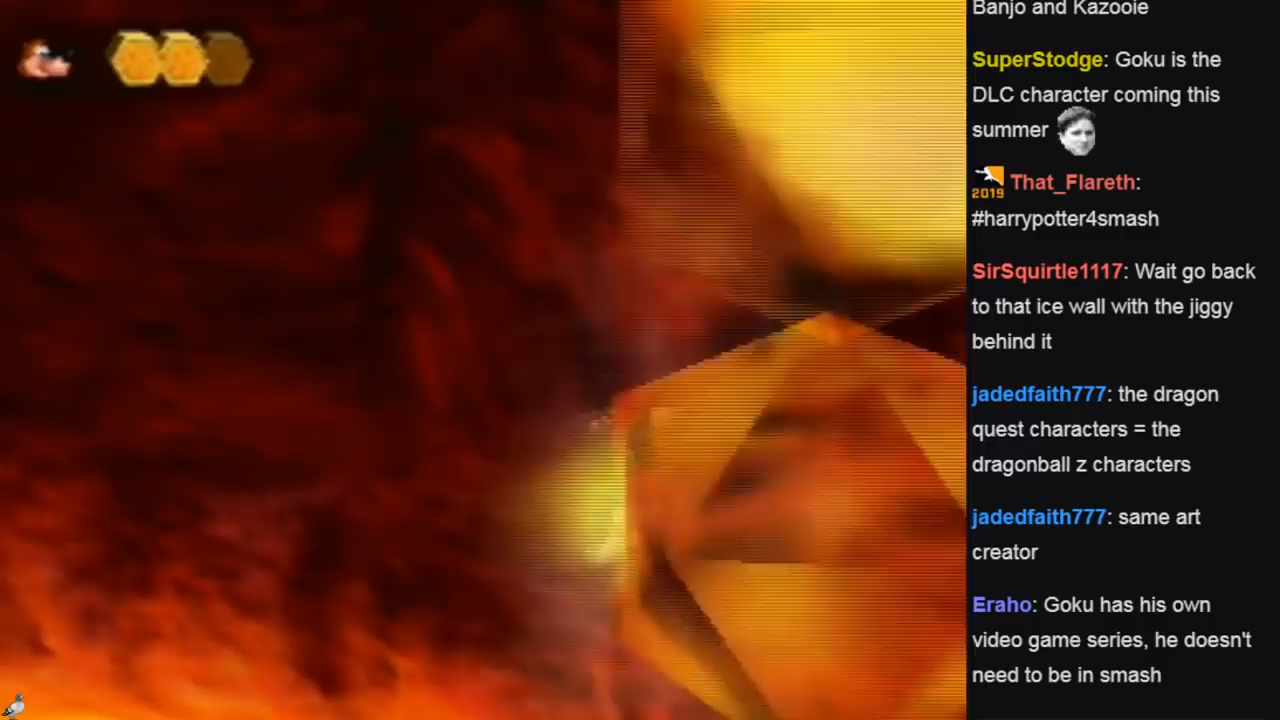 Banjo and Kazooie
SuperStodge: Goku is the
DLC character coming this
summer
2019 That_Flareth:
#harrypotter4smash
SirSquirtle1117: Wait go back
to that ice wall with the jiggy
behind it
jadedfaith777: the dragon
quest characters = the
dragonball z characters
jadedfaith777: same art
creator
Eraho: Goku has his own
video game series, he doesn't
need to be in smash